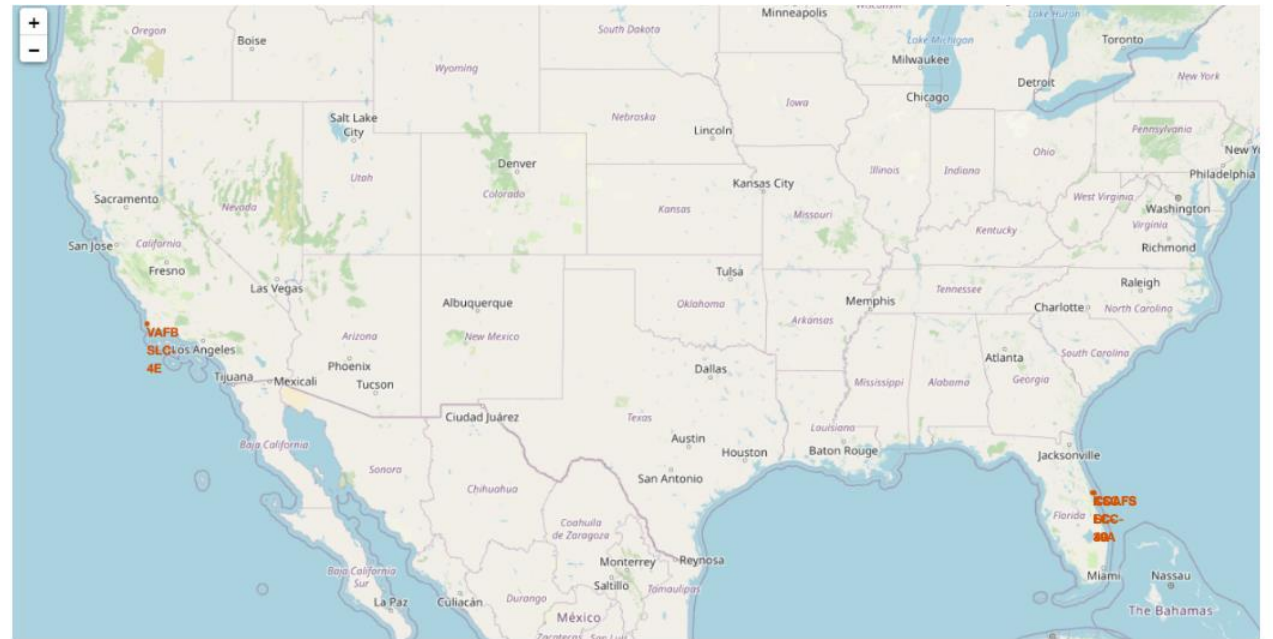 +
−
Oregon
Boise
South Dakota
Minneapolis
Wisconsin
Lake Huron
Toronto
Wyoming
Lake Michigan
Milwaukee
Detroit
New York
Salt Lake
City
Nebraska
Iowa
Chicago
Lincoln
Pennsylvania
Ohio
New Y
Philadelphia
Sacramento
Nevada
Utah
Denver
Colorado
Kansas City
Kansas
Missouri
Illinois
Indiana
West Virginia
Washington
Virginia
Richmond
San Jose
California
Fresno
Las Vegas
Kentucky
Tulsa
Oklahoma
Albuquerque
New Mexico
Arizona
Memphis
Tennessee
Arkansas
Raleigh
Charlotte
North Carolina
VAFB
SLC-
4E
Los Angeles
Tijuana
Mexicali
Phoenix
Tucson
Dallas
Atlanta
South Carolina
Mississippi
Alabama
Georgia
Ciudad Juárez
Texas
Austin
Houston
San Antonio
Louisiana
Baton Rouge
Jacksonville
Baja California
Sonora
Chihuahua
Florida
Coahuila
de Zaragoza
Monterrey
Reynosa
Saltillo
Tamaulipas
Miami
Nassau
The Bahamas
Baja California
Sur
La Paz
Culiacán
Durango
México
Zacatecas